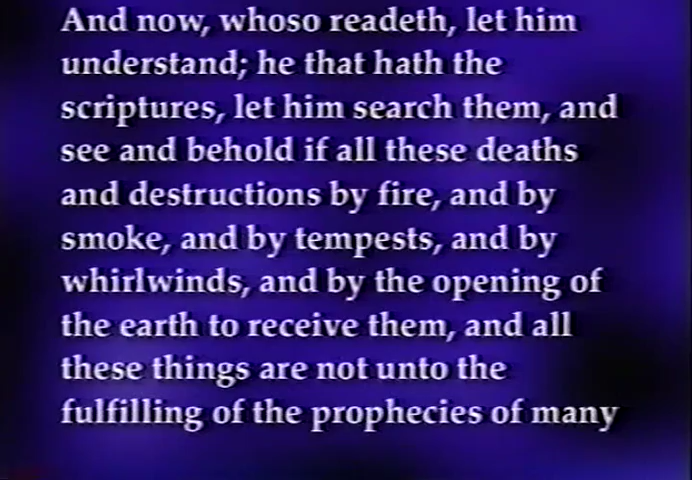 And now, whoso readeth, let him
understand; he that hath the
scriptures, let him search them, and
see and behold if all these deaths
and destructions by fire, and by
smoke, and by tempests, and by
whirlwinds, and by the opening of
the earth to receive them, and all
these things are not unto the
fulfilling of the prophecies of many